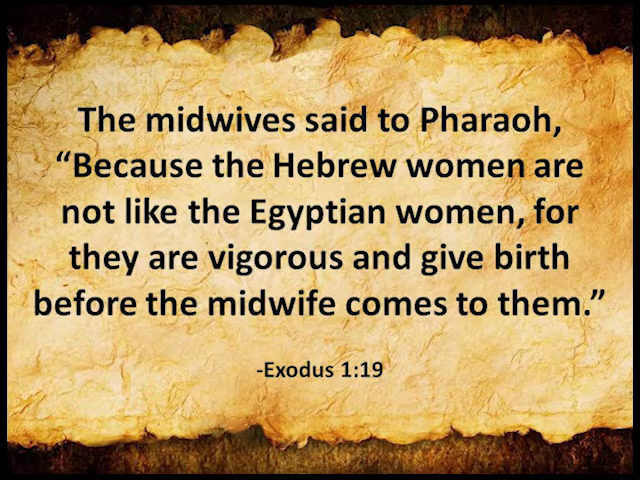 The midwives said to Pharaoh,
“Because the Hebrew women are
not like the Egyptian women, for
they are vigorous and give birth
before the midwife comes to them.”
-Exodus 1:19